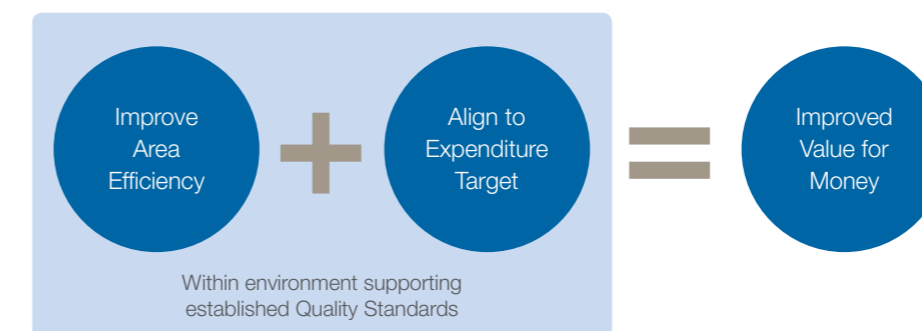 Improve
Area
Efficiency
+
Align to
Expenditure
Target
=
Improved
Value for
Money
Within environment supporting
established Quality Standards